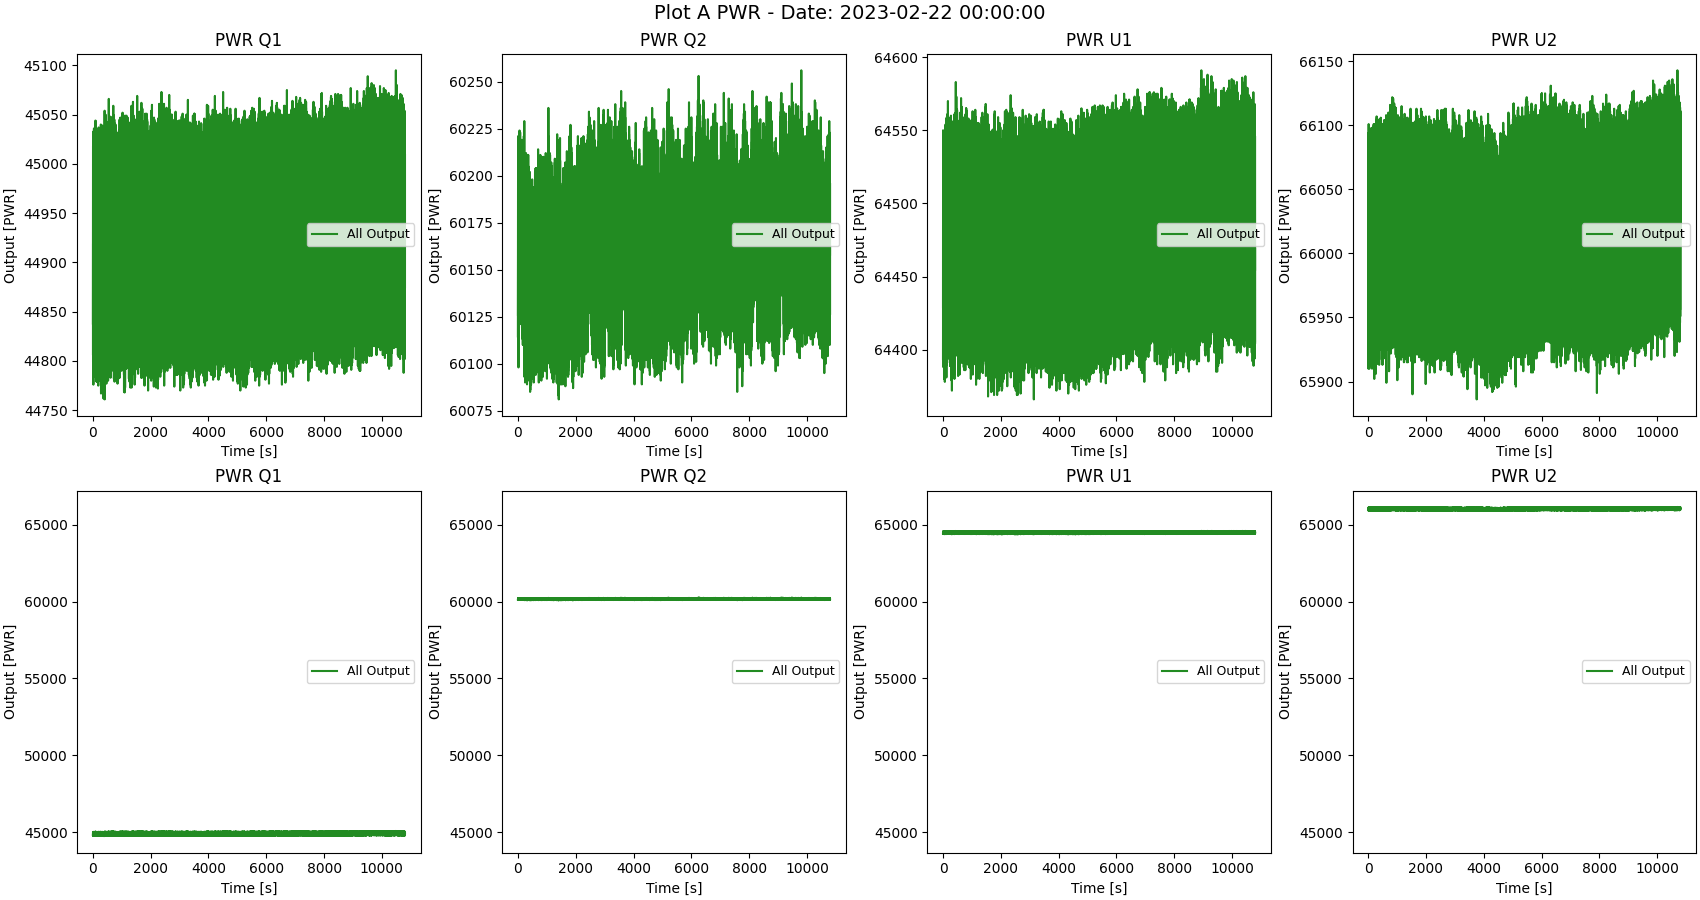 Plot A PWR - Date: 2023-02-22 00:00:00
PWR Q1
45100
45050
45000
44950
44900
44850
44800
44750
Output [PWR]
0 2000 4000 6000 8000 10000
Time [s]
All Output
PWR Q2
60250
60225
60200
60175
60150
60125
60100
60075
Output [PWR]
0 2000 4000 6000 8000 10000
Time [s]
All Output
PWR U1
64600
64550
64500
64450
64400
Output [PWR]
0 2000 4000 6000 8000 10000
Time [s]
All Output
PWR U2
66150
66100
66050
66000
65950
65900
Output [PWR]
0 2000 4000 6000 8000 10000
Time [s]
All Output
PWR Q1
65000
60000
55000
50000
45000
Output [PWR]
0 2000 4000 6000 8000 10000
Time [s]
All Output
PWR Q2
65000
60000
55000
50000
45000
Output [PWR]
0 2000 4000 6000 8000 10000
Time [s]
All Output
PWR U1
65000
60000
55000
50000
45000
Output [PWR]
0 2000 4000 6000 8000 10000
Time [s]
All Output
PWR U2
65000
60000
55000
50000
45000
Output [PWR]
0 2000 4000 6000 8000 10000
Time [s]
All Output